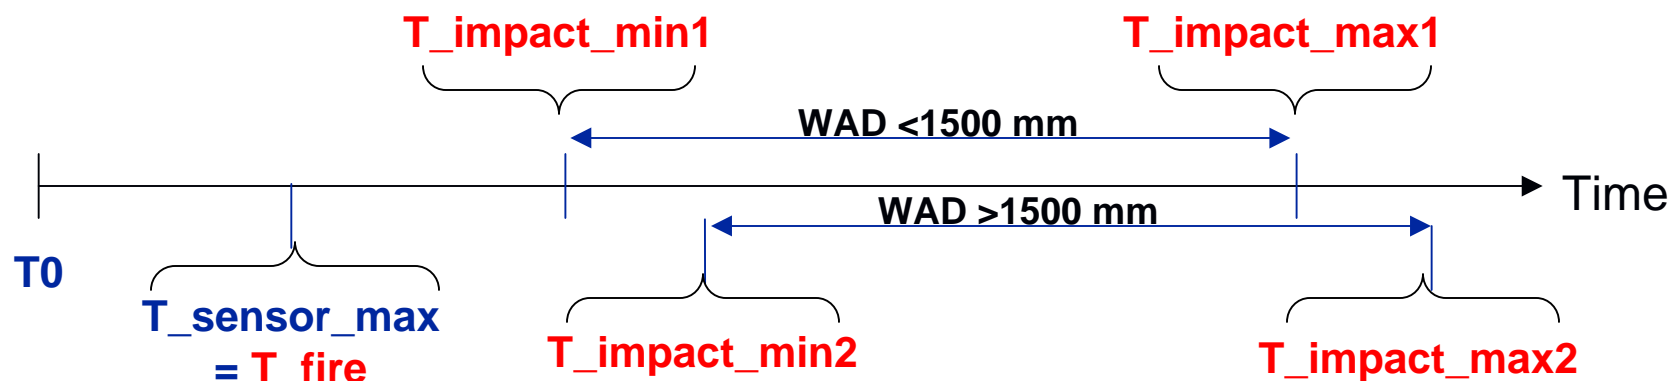 T_impact_min1
T_impact_max1
WAD <1500 mm
Time
WAD >1500 mm
T0
T_sensor_max
= T_fire
T_impact_min2
T_impact_max2